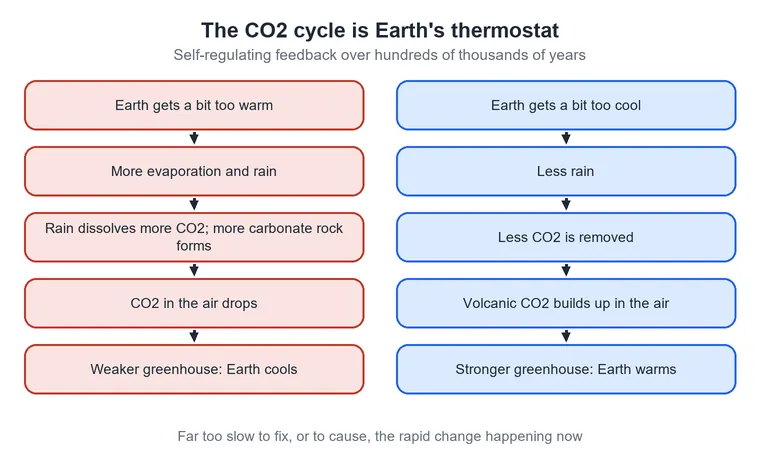 The CO2 cycle is Earth's thermostat
Self-regulating feedback over hundreds of thousands of years
Earth gets a bit too warm
More evaporation and rain
Rain dissolves more CO2; more carbonate rock
forms
CO2 in the air drops
Weaker greenhouse: Earth cools
Earth gets a bit too cool
Less rain
Less CO2 is removed
Volcanic CO2 builds up in the air
Stronger greenhouse: Earth warms
Far too slow to fix, or to cause, the rapid change happening now